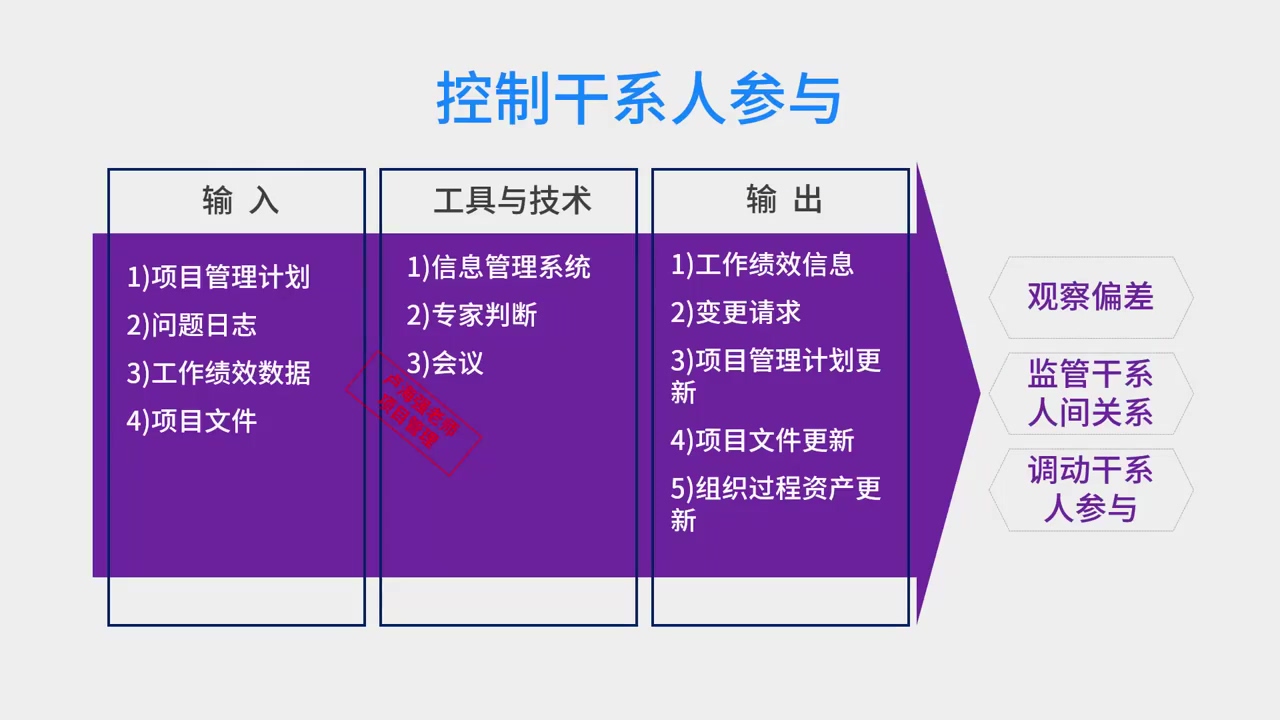 控制干系人参与
输 入
1)项目管理计划
2)问题日志
3)工作绩效数据
4)项目文件
工具与技术
1)信息管理系统
2)专家判断
3)会议
输 出
1)工作绩效信息
2)变更请求
3)项目管理计划更
新
4)项目文件更新
5)组织过程资产更
新
观察偏差
监管干系
人间关系
调动干系
人参与
项目管理